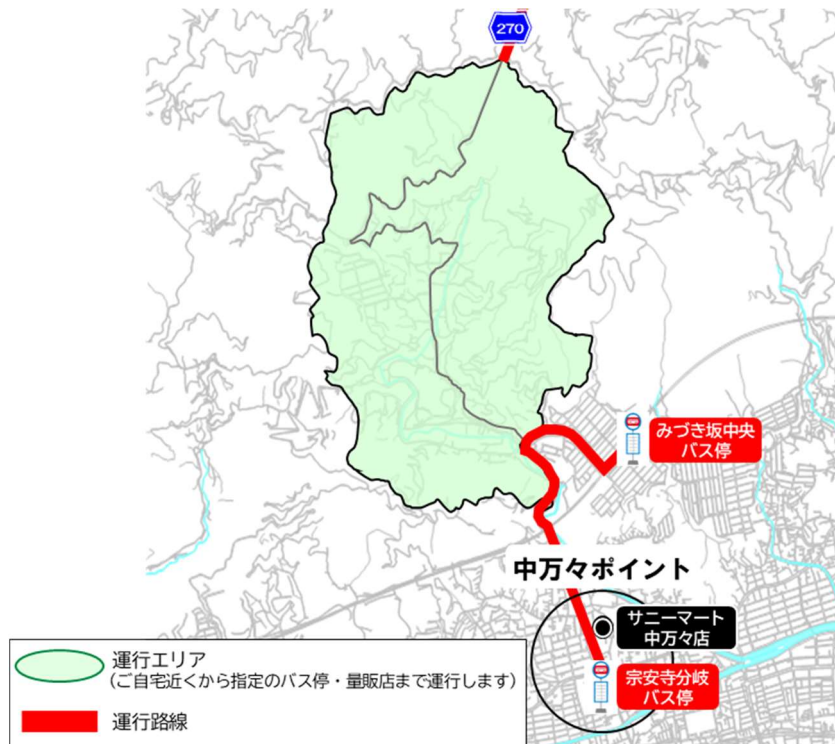 270
みづき坂中央
バス停
中万々ポイント
サニーマート
中万々店
宗安寺分岐
バス停
運行エリア
(ご自宅近くから指定のバス停・量販店まで運行します)
運行路線